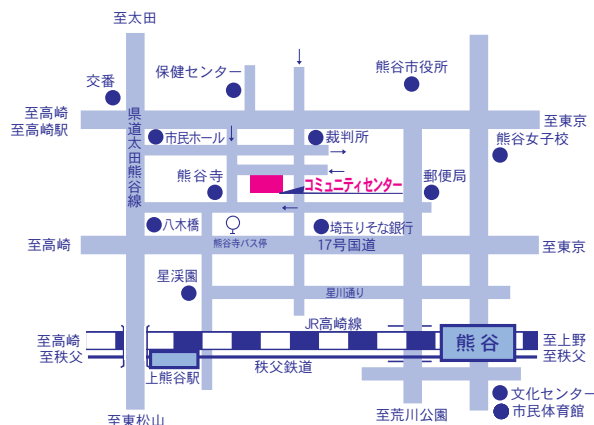 至太田
保健センター
熊谷市役所
交番
至高崎
至高崎駅
県道太田熊谷線
至東京
市民ホール
裁判所
熊谷女子校
熊谷寺
コミュニティセンター
郵便局
八木橋
埼玉りそな銀行
至高崎
熊谷寺バス停
17号国道
至東京
星渓園
星川通り
JR高崎線
至高崎
至秩父
熊谷
至上野
至秩父
秩父鉄道
上熊谷駅
文化センター
市民体育館
至東松山
至荒川公園